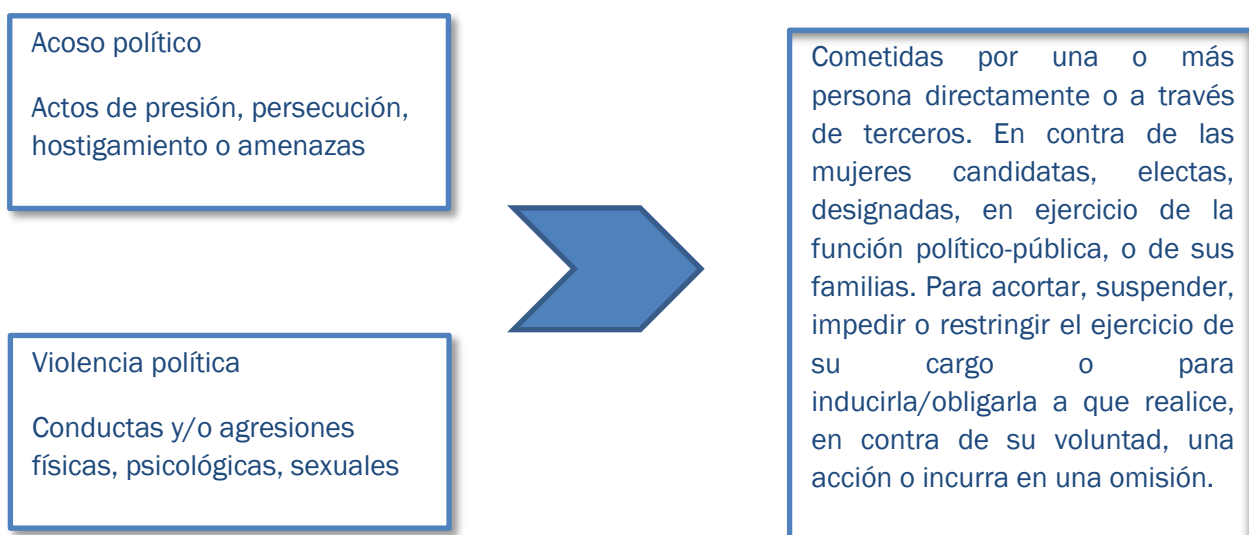 Acoso político
Actos de presión, persecución,
hostigamiento o amenazas
Violencia política
Conductas y/o agresiones
físicas, psicológicas, sexuales
Cometidas por una o más
persona directamente o a través
de terceros. En contra de las
mujeres candidatas, electas,
designadas, en ejercicio de la
función político-pública, o de sus
familias. Para acortar, suspender,
impedir o restringir el ejercicio de
su cargo o para
inducirla/obligarla a que realice,
en contra de su voluntad, una
acción o incurra en una omisión.